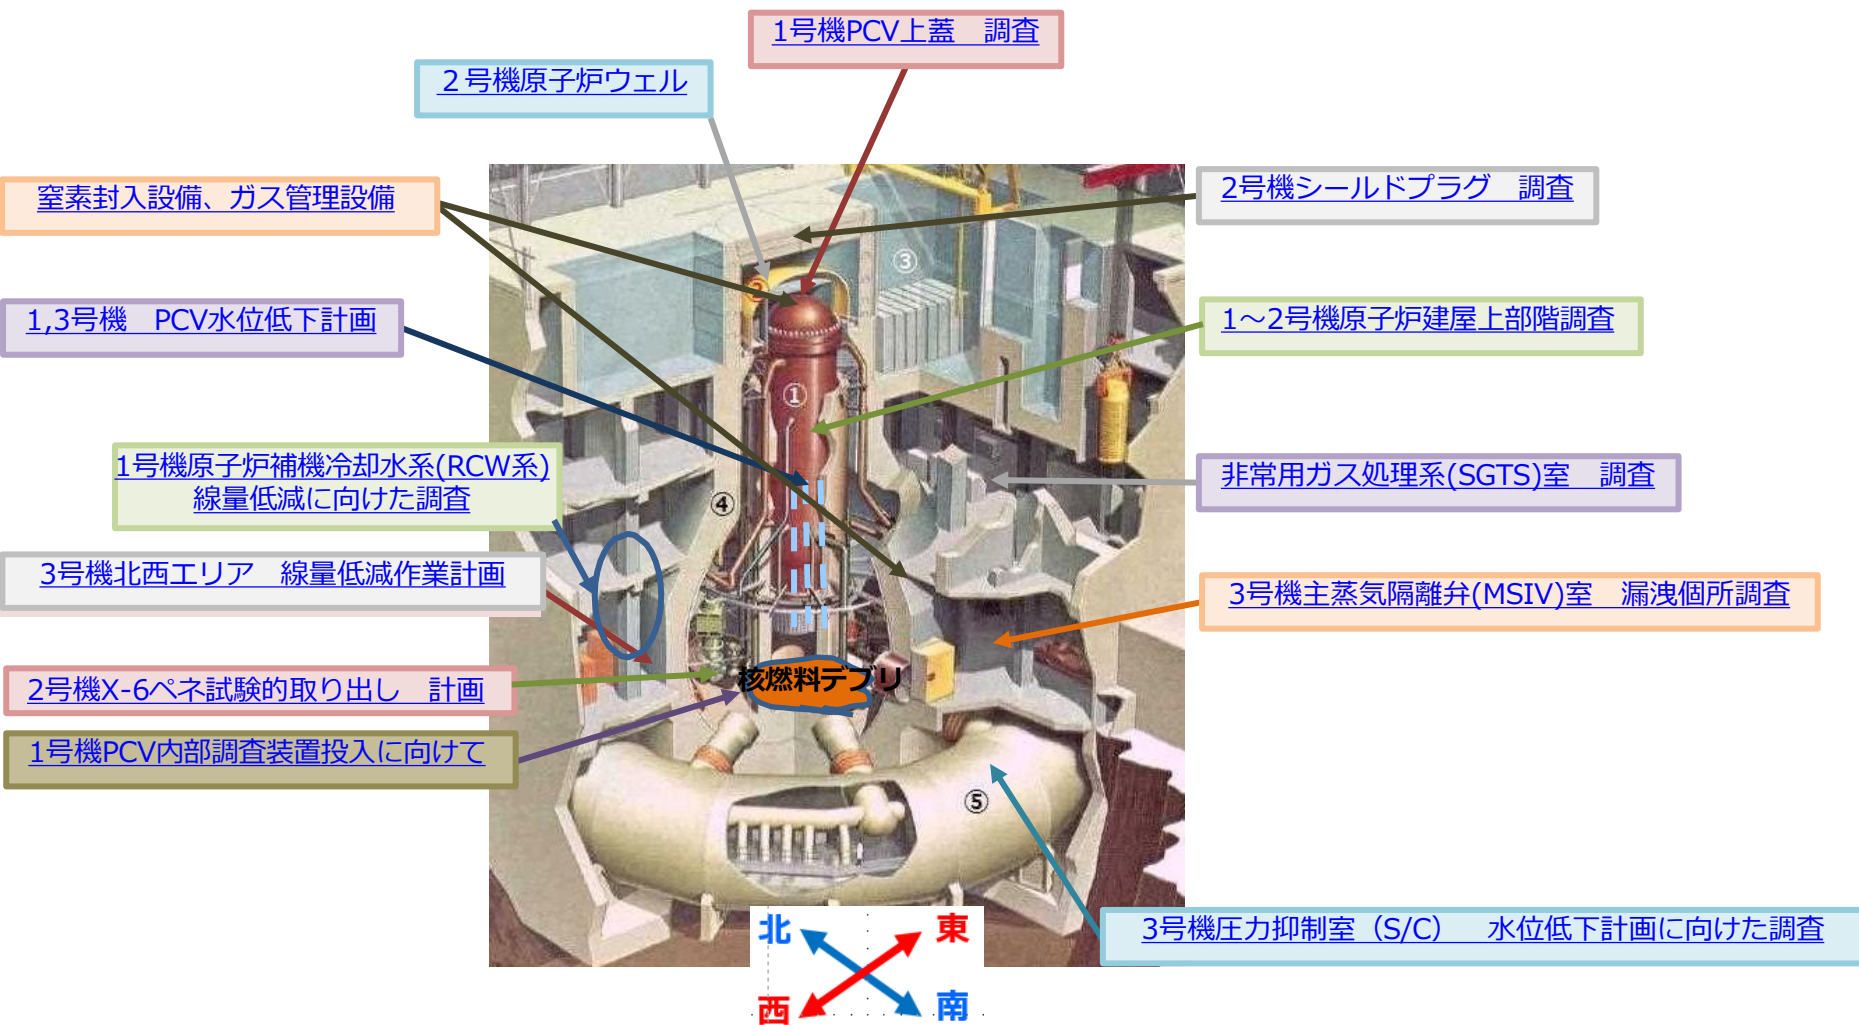 1号機PCV上蓋　調査
２号機原子炉ウェル
窒素封入設備、ガス管理設備
2号機シールドプラグ　調査
③
②
1,3号機　PCV水位低下計画
1～2号機原子炉建屋上部階調査
①
1号機原子炉補機冷却水系(RCW系)
線量低減に向けた調査
非常用ガス処理系(SGTS)室　調査
④
3号機北西エリア　線量低減作業計画
3号機主蒸気隔離弁(MSIV)室　漏洩個所調査
2号機X-6ペネ試験的取り出し　計画
核燃料デブリ
1号機PCV内部調査装置投入に向けて
⑤
3号機圧力抑制室（S/C）　水位低下計画に向けた調査
北
東
西
南